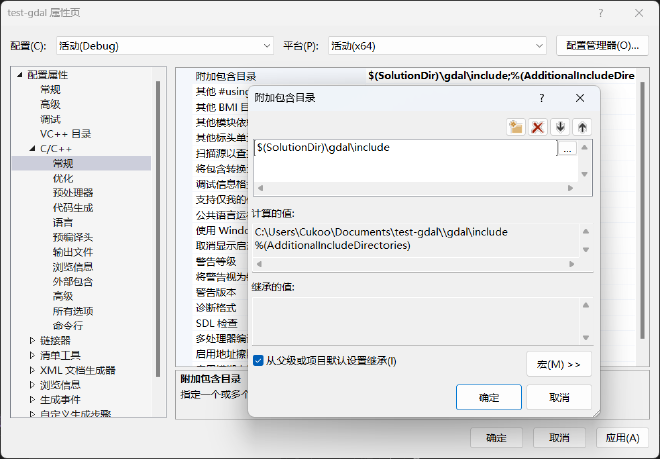 test-gdal 属性页
配置(C): 活动(Debug) 平台(P): 活动(x64) 配置管理器(O)...
配置属性
常规
高级
调试
VC++ 目录
C/C++
常规
优化
预处理器
代码生成
语言
预编译头
输出文件
浏览信息
外部包含
高级
所有选项
命令行
链接器
清单工具
XML 文档生成器
浏览信息
生成事件
自定义生成步骤
附加包含目录 $(SolutionDir)\gdal\include;%(AdditionalIncludeDire
其他 #using
其他 BMI 目
其他模块依
其他标头单
扫描源以查
将包含转换
调试信息格
支持仅我的
公共语言运
使用 Window
取消显示启
警告等级
将警告视为
警告版本
诊断格式
SDL 检查
多处理器编
启用地址擦
附加包含目录
指定一个或多个
附加包含目录
$(SolutionDir)\gdal\include
...
计算的值:
C:\Users\Cukoo\Documents\test-gdal\\gdal\include
%(AdditionalIncludeDirectories)
继承的值:
从父级或项目默认设置继承(I)
宏(M) >>
确定 取消
确定 取消 应用(A)